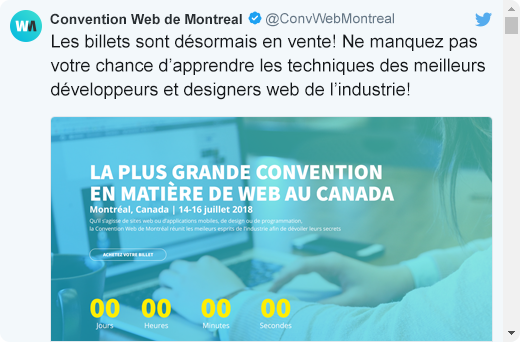 WA
Convention Web de Montreal @ConvWebMontreal
Les billets sont désormais en vente! Ne manquez pas
votre chance d'apprendre les techniques des meilleurs
développeurs et designers web de l'industrie!
LA PLUS GRANDE CONVENTION
EN MATIÈRE DE WEB AU CANADA
Montréal, Canada | 14-16 juillet 2018
Qu'il s'agisse de sites web ou d'applications mobiles, de design ou de programmation,
la Convention Web de Montréal réunit les meilleurs esprits de l'industrie afin de dévoiler leurs secrets
ACHETEZ VOTRE BILLET
00 00 00 00
Jours Heures Minutes Secondes